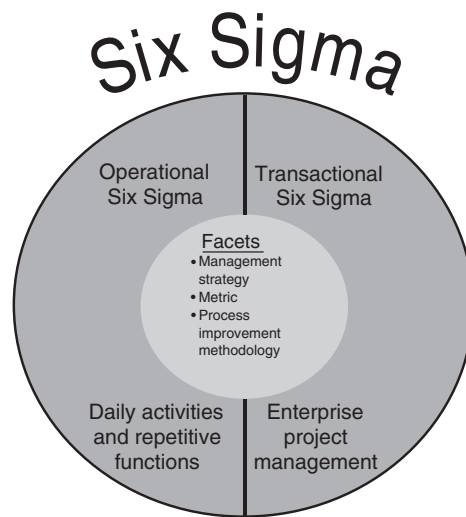 Six Sigma
Operational
Six Sigma
Transactional
Six Sigma
Facets
• Management
strategy
• Metric
• Process
improvement
methodology
Daily activities
and repetitive
functions
Enterprise
project
management